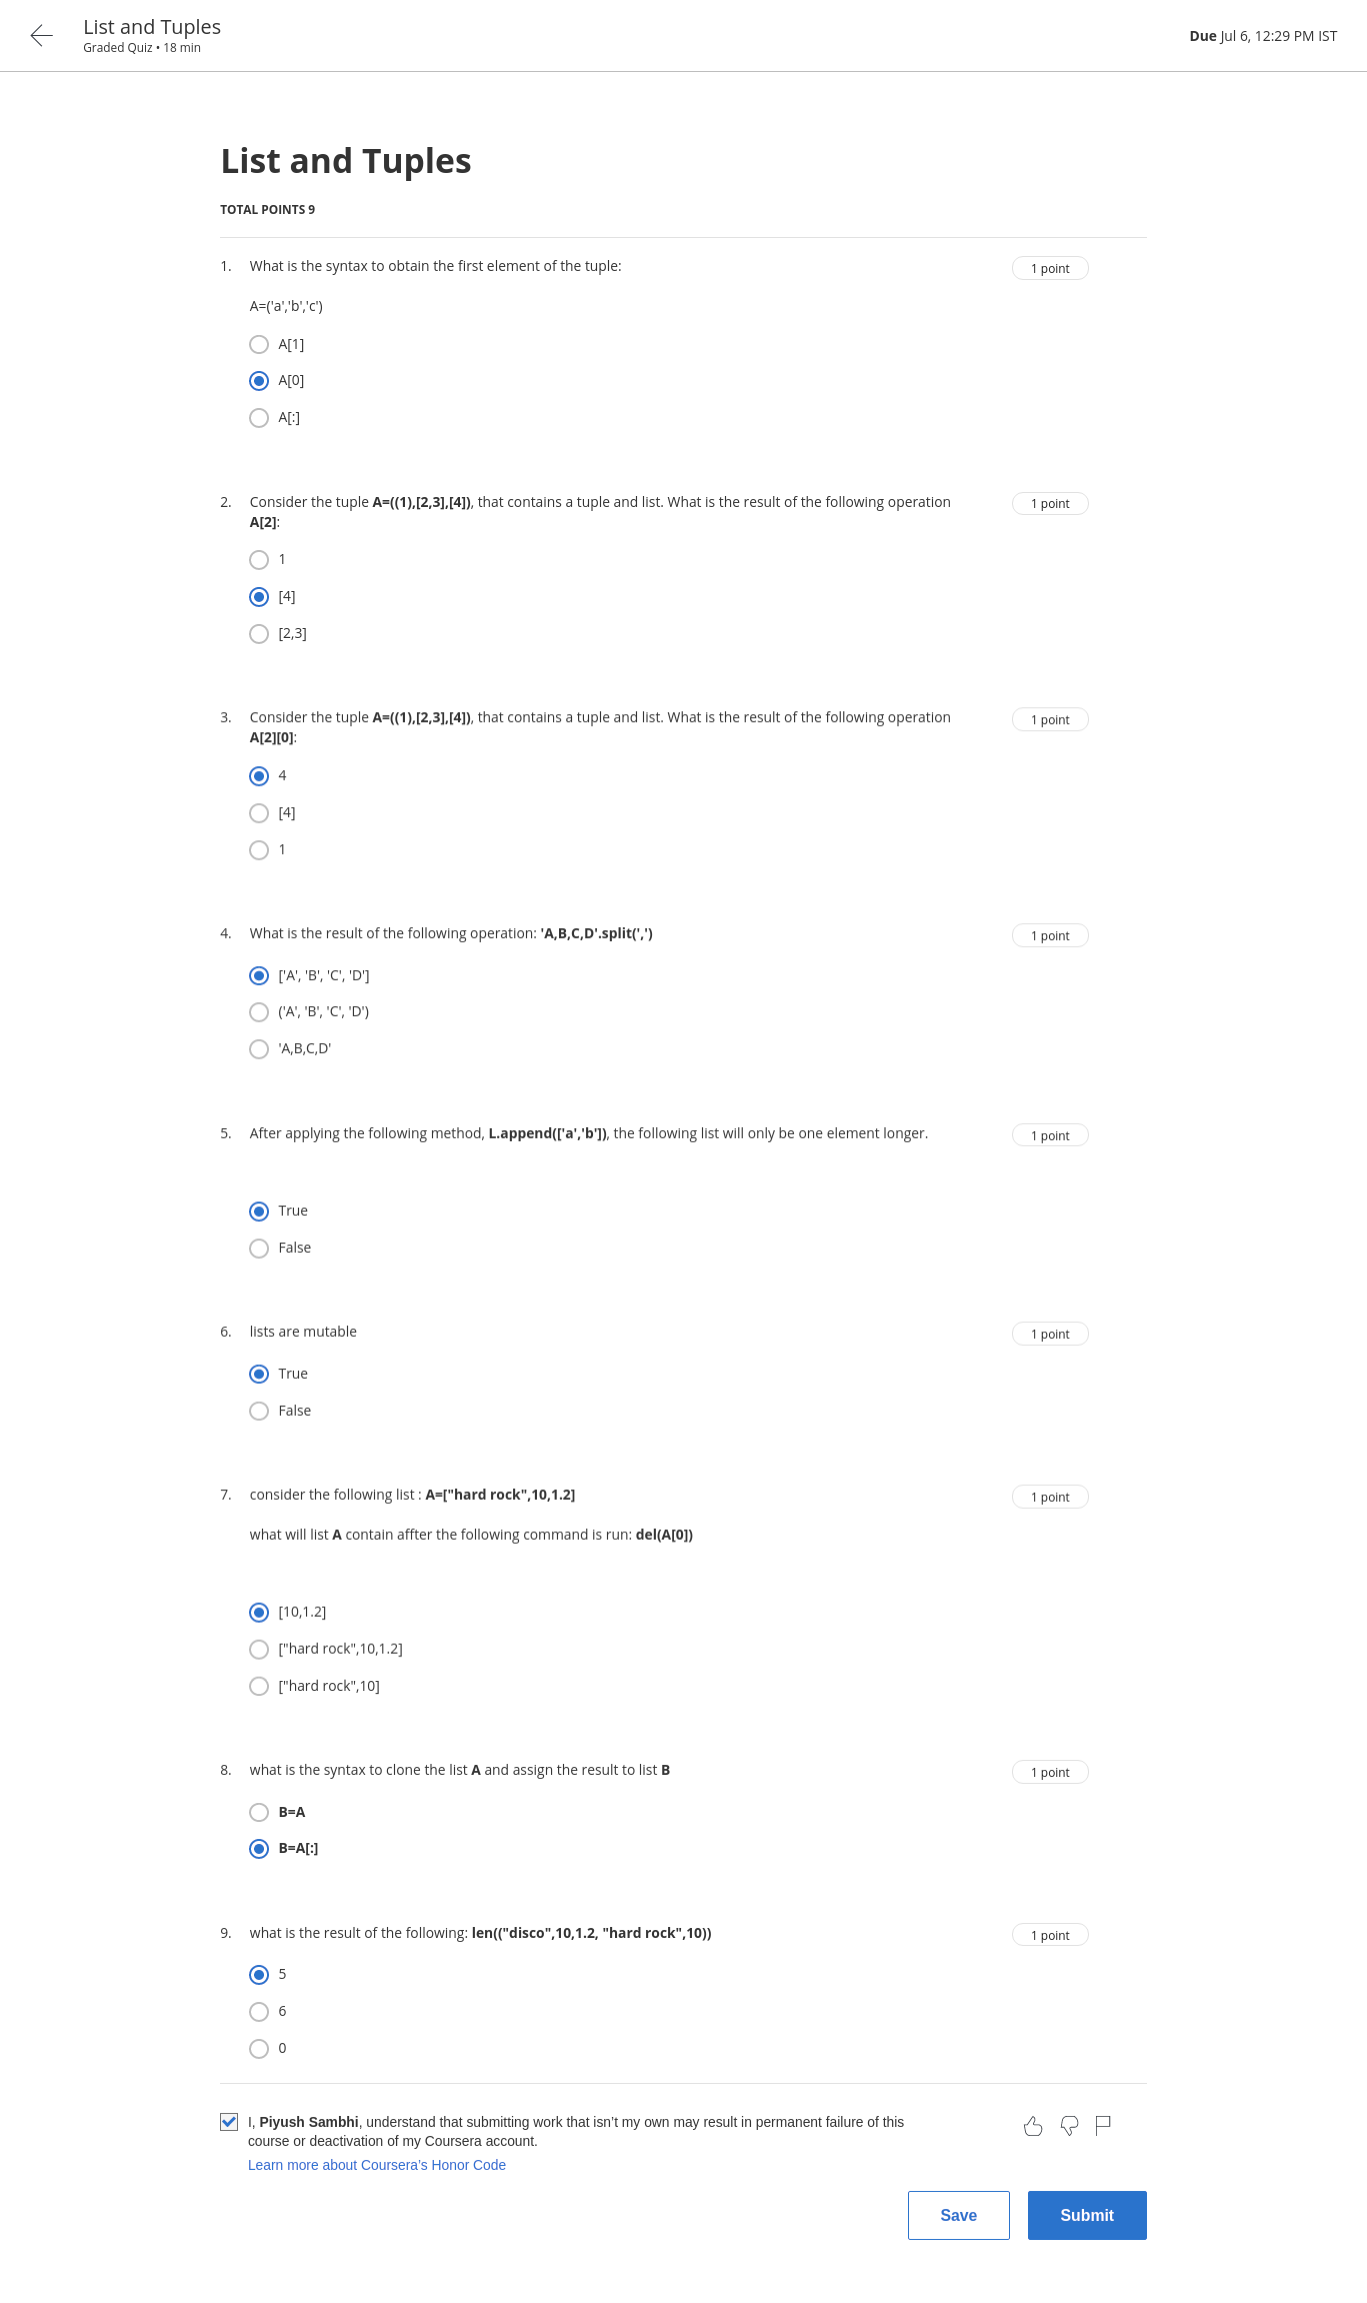 List and Tuples
Graded Quiz • 18 min
Due Jul 6, 12:29 PM IST
List and Tuples
TOTAL POINTS 9
1. What is the syntax to obtain the first element of the tuple:
1 point
A=('a','b','c')
A[1]
A[0]
A[:]
2. Consider the tuple A=((1),[2,3],[4]), that contains a tuple and list. What is the result of the following operation
A[2]:
1 point
1
[4]
[2,3]
3. Consider the tuple A=((1),[2,3],[4]), that contains a tuple and list. What is the result of the following operation
A[2][0]:
1 point
4
[4]
1
4. What is the result of the following operation: 'A,B,C,D'.split(',')
1 point
['A', 'B', 'C', 'D']
('A', 'B', 'C', 'D')
'A,B,C,D'
5. After applying the following method, L.append(['a','b']), the following list will only be one element longer.
1 point
True
False
6. lists are mutable
1 point
True
False
7. consider the following list : A=["hard rock",10,1.2]
1 point
what will list A contain affter the following command is run: del(A[0])
[10,1.2]
["hard rock",10,1.2]
["hard rock",10]
8. what is the syntax to clone the list A and assign the result to list B
1 point
B=A
B=A[:]
9. what is the result of the following: len(("disco",10,1.2, "hard rock",10))
1 point
5
6
0
I, Piyush Sambhi, understand that submitting work that isn’t my own may result in permanent failure of this
course or deactivation of my Coursera account.
Learn more about Coursera’s Honor Code
Save
Submit